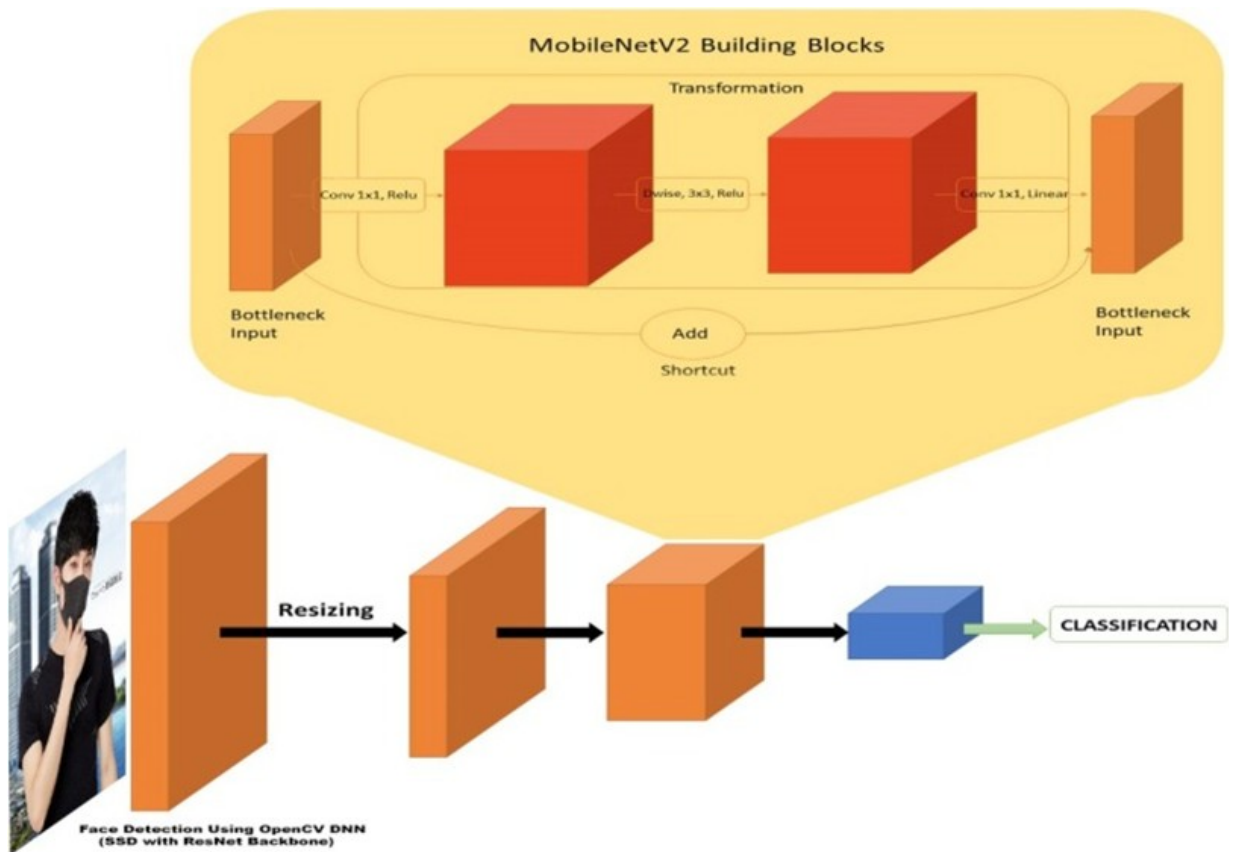 MobileNetV2 Building Blocks
Transformation
Conv 1x1, Relu
Dwise, 3x3, Relu
Conv 1x1, Linear
Bottleneck
Input
Bottleneck
Input
Add
Shortcut
Resizing
CLASSIFICATION
Face Detection Using OpenCV DNN
(SSD with ResNet Backbone)